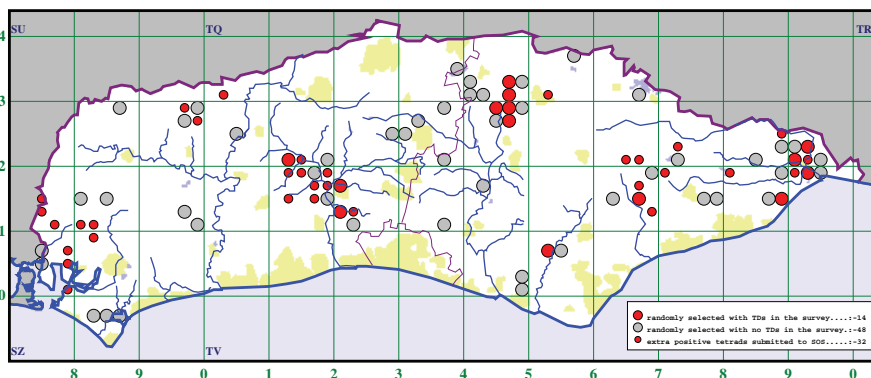 SU TQ TR
4
3
2
1
0
SZ TV
randomly selected with TDs in the survey....:-14
randomly selected with no TDs in the survey.:-48
extra positive tetrads submitted to SOS.....:-32
8 9 0 1 2 3 4 5 6 7 8 9 0